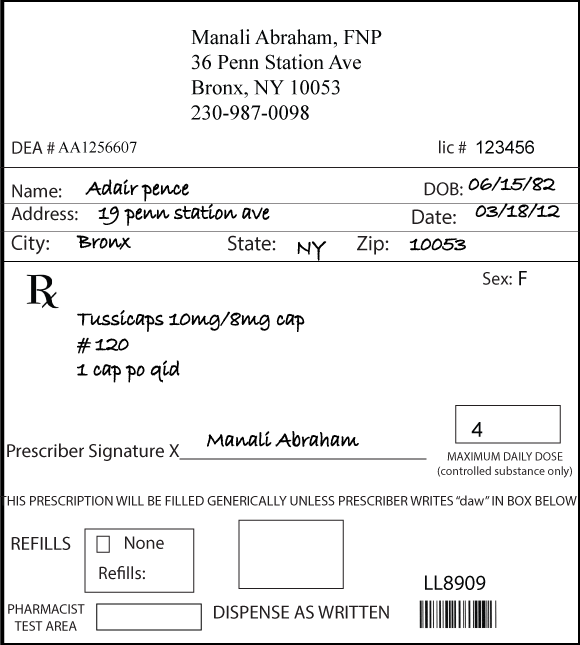 Manali Abraham, FNP
36 Penn Station Ave
Bronx, NY 10053
230-987-0098
DEA # AA1256607 lic # 123456
Name: Adair pence DOB: 06/15/82
Address: 19 penn station ave Date: 03/18/12
City: Bronx State: NY Zip: 10053
Rx Sex: F
Tussicaps 10mg/8mg cap
# 120
1 cap po qid
4
Prescriber Signature X Manali Abraham
MAXIMUM DAILY DOSE
(controlled substance only)
THIS PRESCRIPTION WILL BE FILLED GENERICALLY UNLESS PRESCRIBER WRITES "daw" IN BOX BELOW
REFILLS None
Refills:
LL8909
PHARMACIST TEST AREA DISPENSE AS WRITTEN